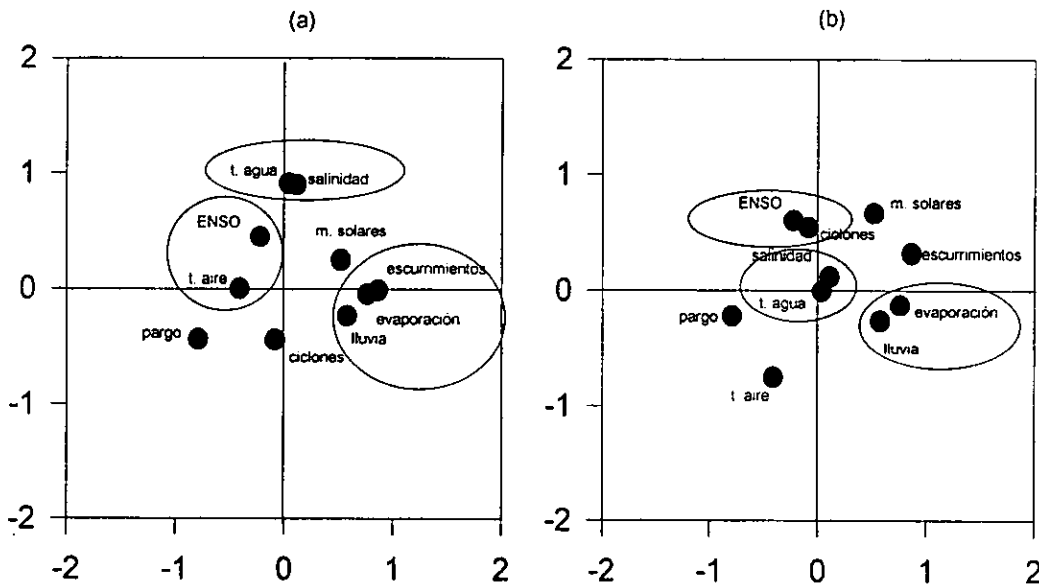 (a)
2
1
0
-1
-2
-2 -1 0 1 2
t. agua
salinidad
ENSO
m. solares
t. aire
escurrimientos
evaporación
lluvia
pargo
ciclones
(b)
2
1
0
-1
-2
-2 -1 0 1 2
ENSO
m. solares
ciclones
salinidad
escurrimientos
t. agua
pargo
evaporación
lluvia
t. aire